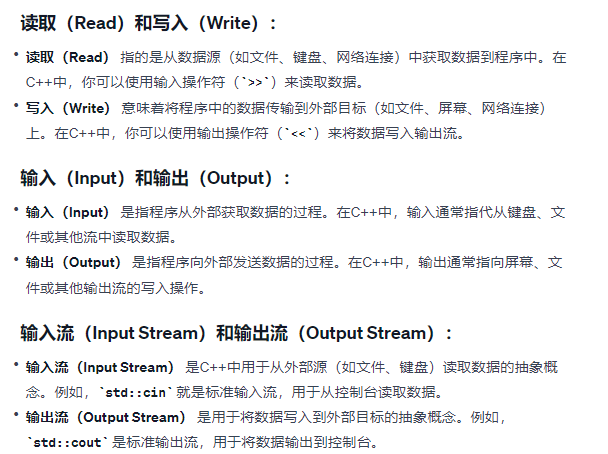 读取（Read）和写入（Write）：
• 读取（Read） 指的是从数据源（如文件、键盘、网络连接）中获取数据到程序中。在
C++中，你可以使用输入操作符（`>>`）来读取数据。
• 写入（Write） 意味着将程序中的数据传输到外部目标（如文件、屏幕、网络连接）
上。在C++中，你可以使用输出操作符（`<<`）来将数据写入输出流。
输入（Input）和输出（Output）：
• 输入（Input） 是指程序从外部获取数据的过程。在C++中，输入通常指代从键盘、文
件或其他流中读取数据。
• 输出（Output） 是指程序向外部发送数据的过程。在C++中，输出通常指向屏幕、文
件或其他输出流的写入操作。
输入流（Input Stream）和输出流（Output Stream）：
• 输入流（Input Stream） 是C++中用于从外部源（如文件、键盘）读取数据的抽象概
念。例如，`std::cin`就是标准输入流，用于从控制台读取数据。
• 输出流（Output Stream） 是用于将数据写入到外部目标的抽象概念。例如，
`std::cout`是标准输出流，用于将数据输出到控制台。